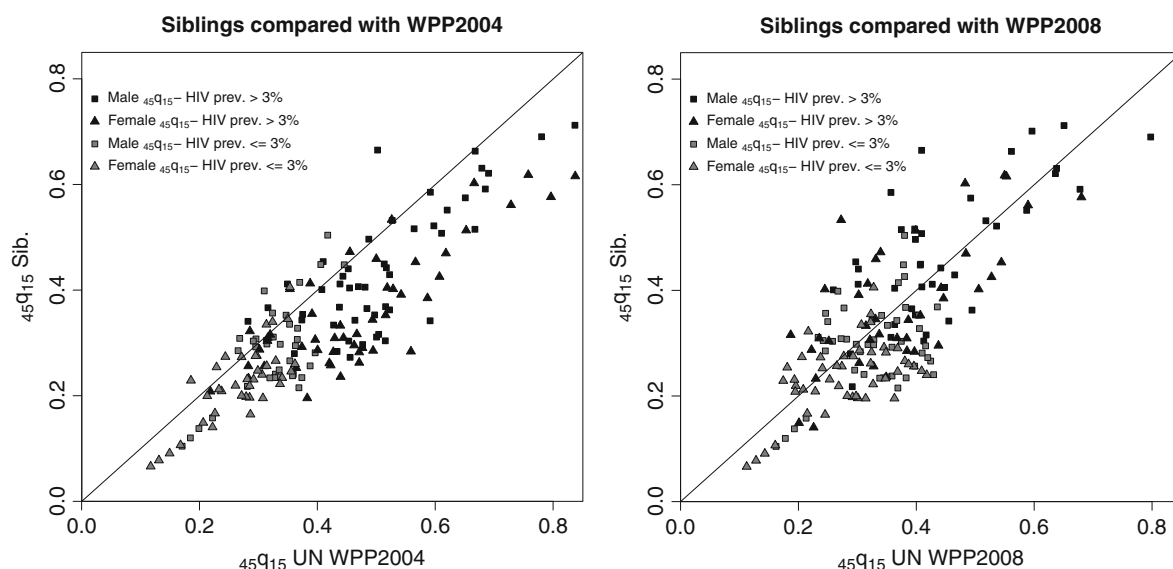 Siblings compared with WPP2004
0.8
0.6
0.4
0.2
0.0
45q15 Sib.
Male 45q15– HIV prev. > 3%
Female 45q15– HIV prev. > 3%
Male 45q15– HIV prev. <= 3%
Female 45q15– HIV prev. <= 3%
0.0 0.2 0.4 0.6 0.8
45q15 UN WPP2004
Siblings compared with WPP2008
0.8
0.6
0.4
0.2
0.0
45q15 Sib.
Male 45q15– HIV prev. > 3%
Female 45q15– HIV prev. > 3%
Male 45q15– HIV prev. <= 3%
Female 45q15– HIV prev. <= 3%
0.0 0.2 0.4 0.6 0.8
45q15 UN WPP2008